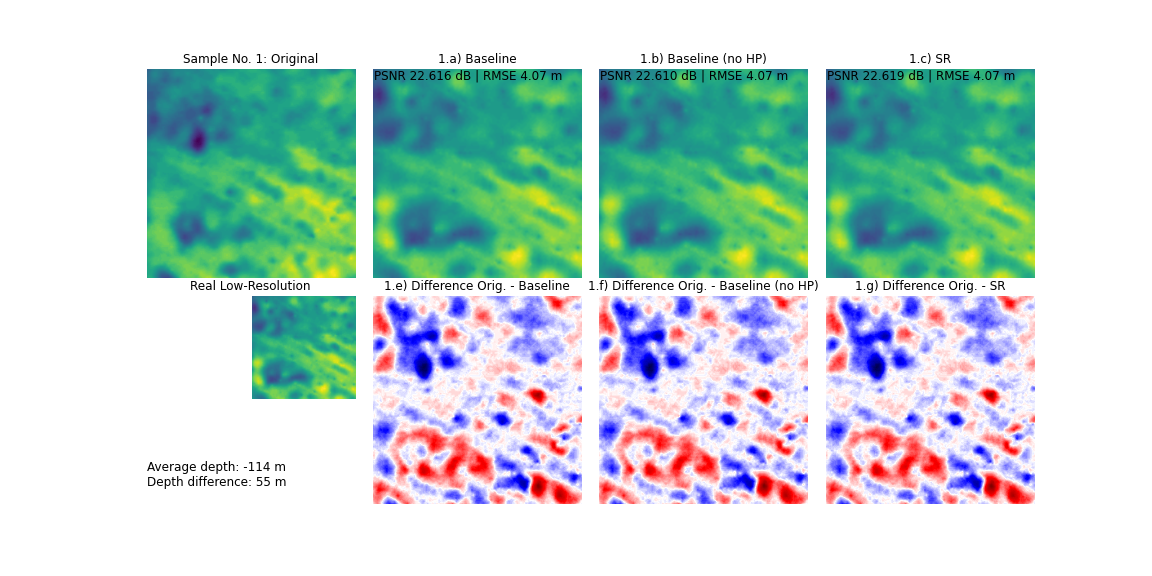 Sample No. 1: Original
1.a) Baseline
1.b) Baseline (no HP)
1.c) SR
PSNR 22.616 dB | RMSE 4.07 m
PSNR 22.610 dB | RMSE 4.07 m
PSNR 22.619 dB | RMSE 4.07 m
Real Low-Resolution
1.e) Difference Orig. - Baseline
1.f) Difference Orig. - Baseline (no HP)
1.g) Difference Orig. - SR
Average depth: -114 m
Depth difference: 55 m